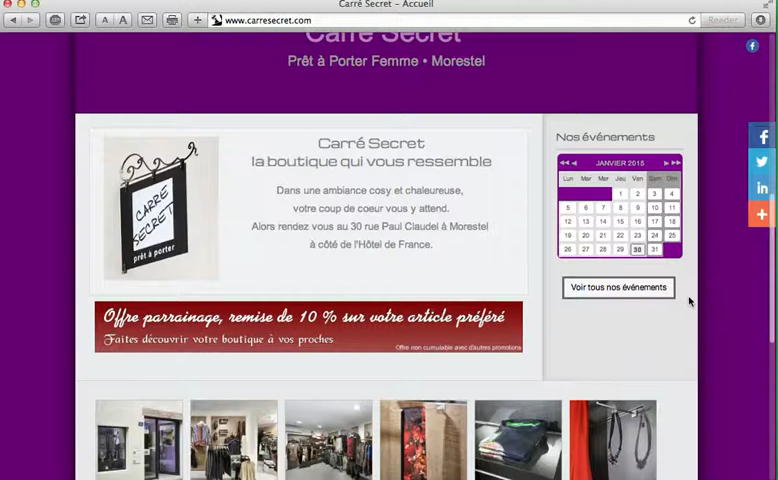 Carré Secret – Accueil
A A
www.carresecret.com
Reader
Carré Secret
Prêt à Porter Femme • Morestel
Carré Secret
la boutique qui vous ressemble
Dans une ambiance cosy et chaleureuse,
votre coup de coeur vous y attend.
Alors rendez vous au 30 rue Paul Claudel à Morestel
à côté de l'Hôtel de France.
CARRE
SECRET
prêt à porter
Offre parrainage, remise de 10 % sur votre article préféré
Faites découvrir votre boutique à vos proches
Offre non cumulable avec d'autres promotions
Nos événements
JANVIER 2015
Lun Mar Mer Jeu Ven Sam Dim
1 2 3 4
5 6 7 8 9 10 11
12 13 14 15 16 17 18
19 20 21 22 23 24 25
26 27 28 29 30 31
Voir tous nos événements